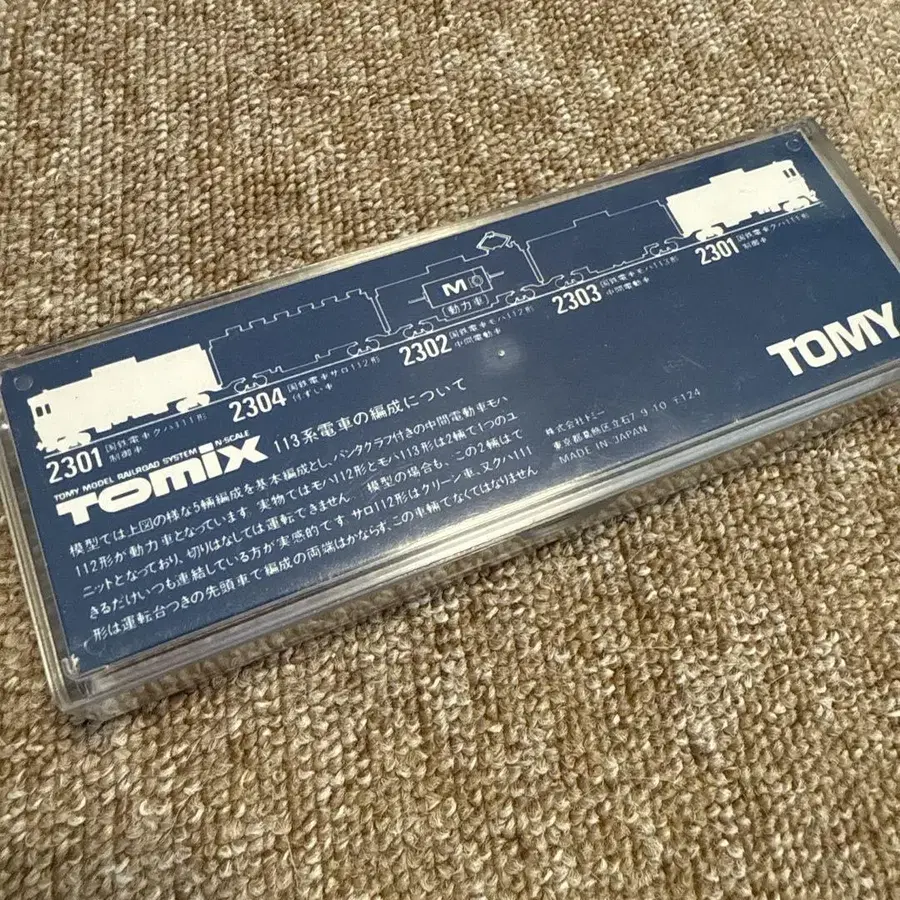 2301 国鉄電車クハ111形
制御車
2304 国鉄電車サロ112形
付ずい車
M
動力車
2302 国鉄電車モハ112形
中間電動車
2303 国鉄電車モハ113形
中間電動車
2301 国鉄電車クハ111形
制御車
TOMY MODEL RAILROAD SYSTEM N-SCALE
TOMIX 113系電車の編成について
模型では上図の様な5輛編成を基本編成とし、パンタグラフ付きの中間電動車モハ
112形が動力車となっています。実物ではモハ112形とモハ113形は2輛で1つのユ
ニットとなっており、切りはなしては運転できません。 模型の場合も、この2輛はで
きるだけいつも連結している方が実感的です。サロ112形はグリーン車、又クハ111
形は運転台つきの先頭車で編成の両端はかならず、この車輛でなくてはなりません
TOMY
株式会社トミー
東京都葛飾区立石7-9-10 〒124
MADE IN JAPAN